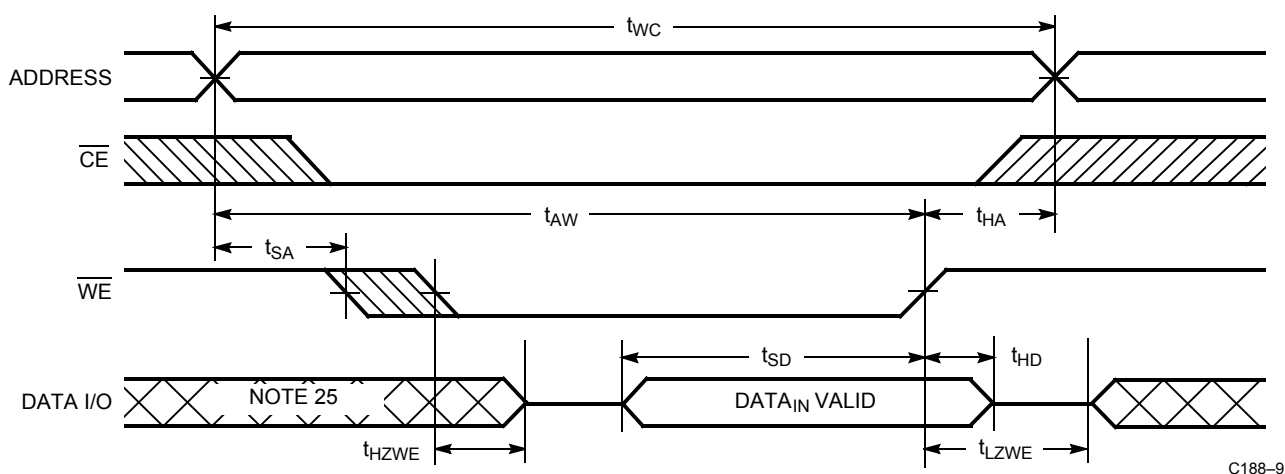 tWC
ADDRESS
CE
tAW
tHA
tSA
WE
tSD
tHD
DATA I/O
NOTE 25
DATAIN VALID
tHZWE
tLZWE
C188–9